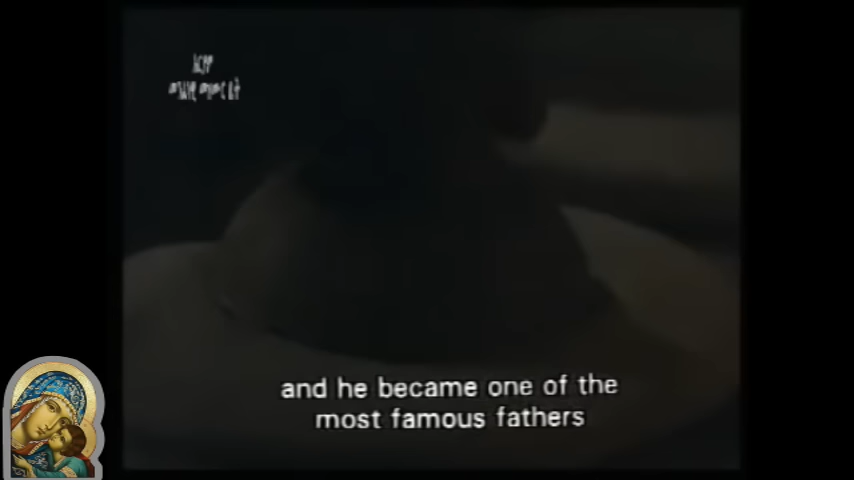 and he became one of the
most famous fathers